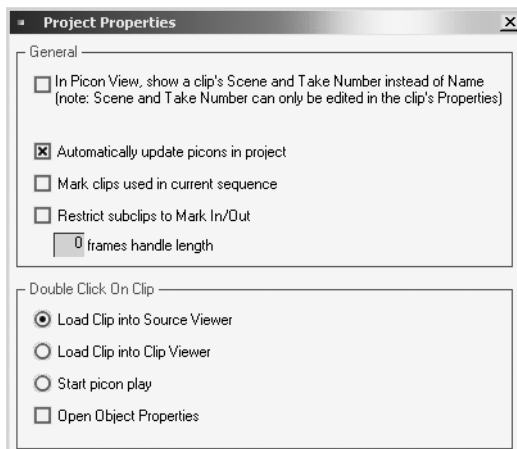 Project Properties
General
In Picon View, show a clip's Scene and Take Number instead of Name
(note: Scene and Take Number can only be edited in the clip's Properties)
Automatically update picons in project
Mark clips used in current sequence
Restrict subclips to Mark In/Out
0 frames handle length
Double Click On Clip
Load Clip into Source Viewer
Load Clip into Clip Viewer
Start picon play
Open Object Properties